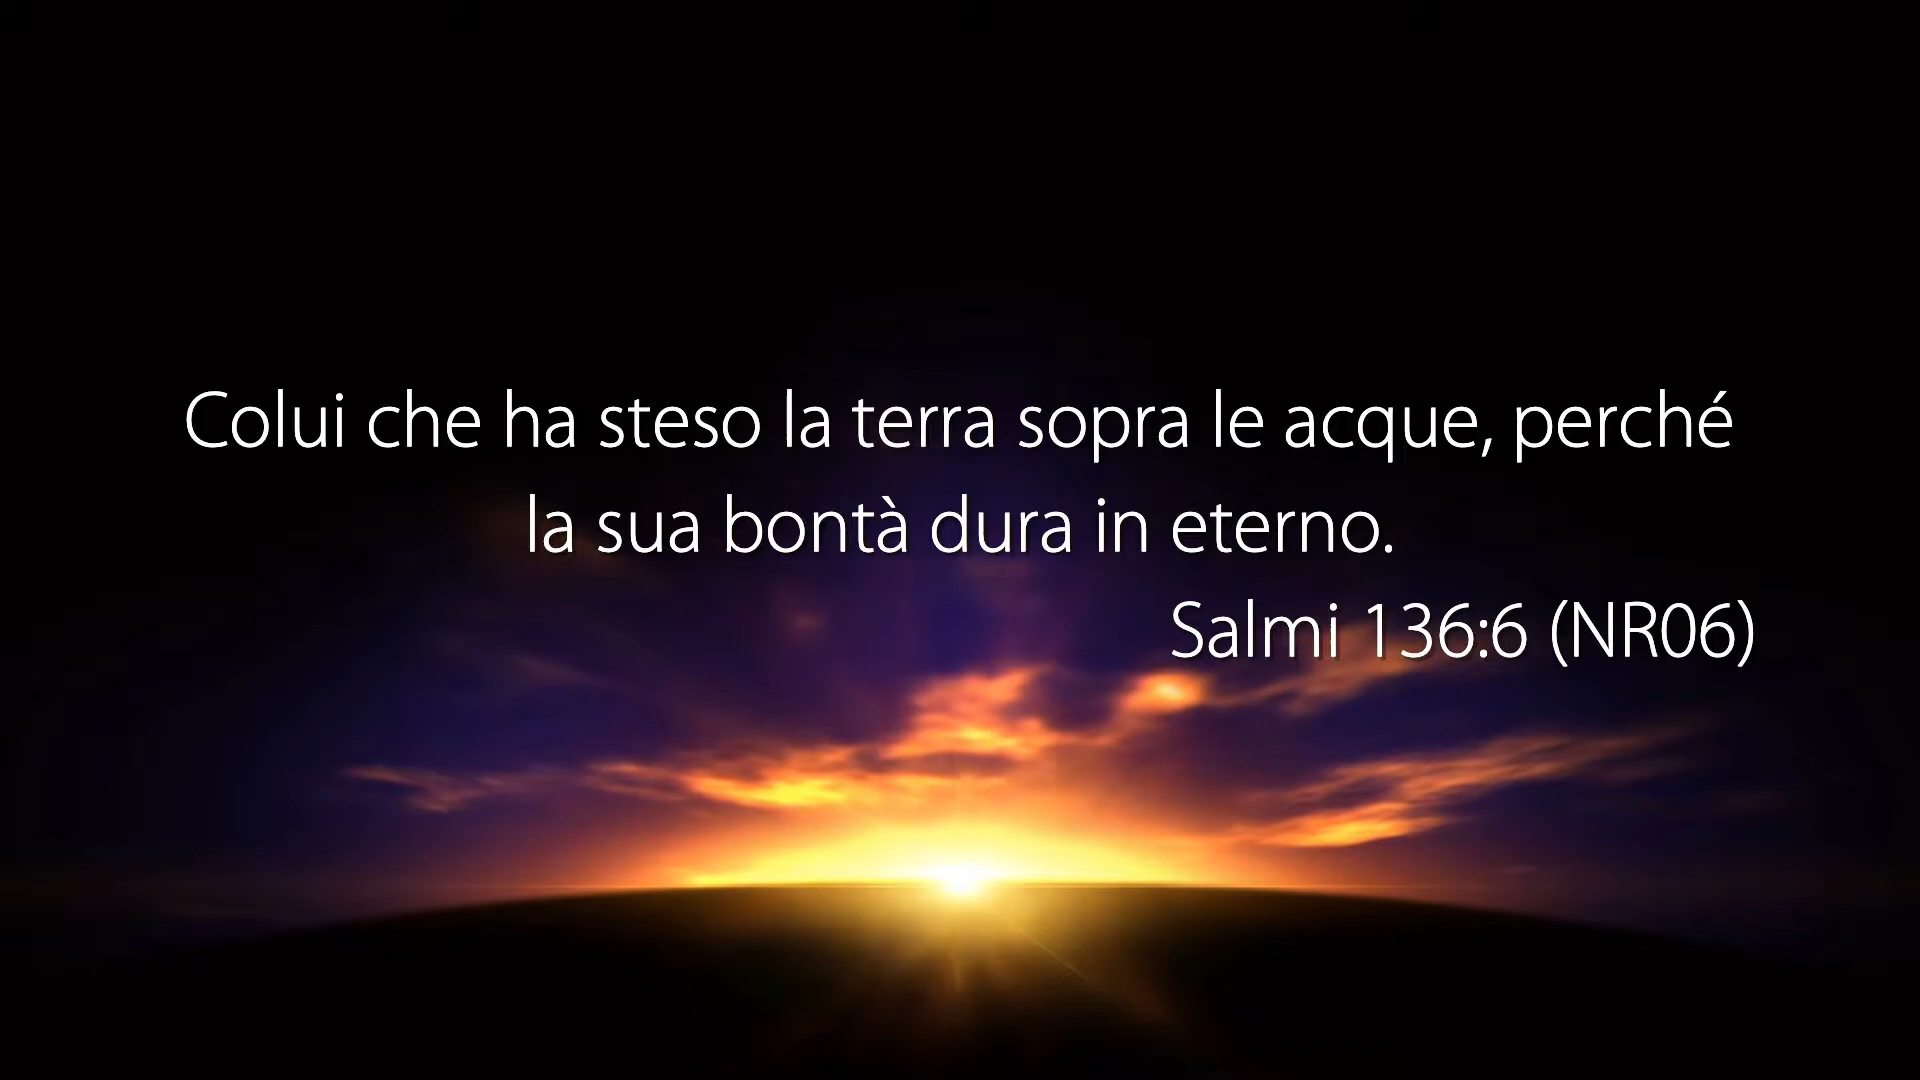 Colui che ha steso la terra sopra le acque, perché
la sua bontà dura in eterno.
Salmi 136:6 (NR06)